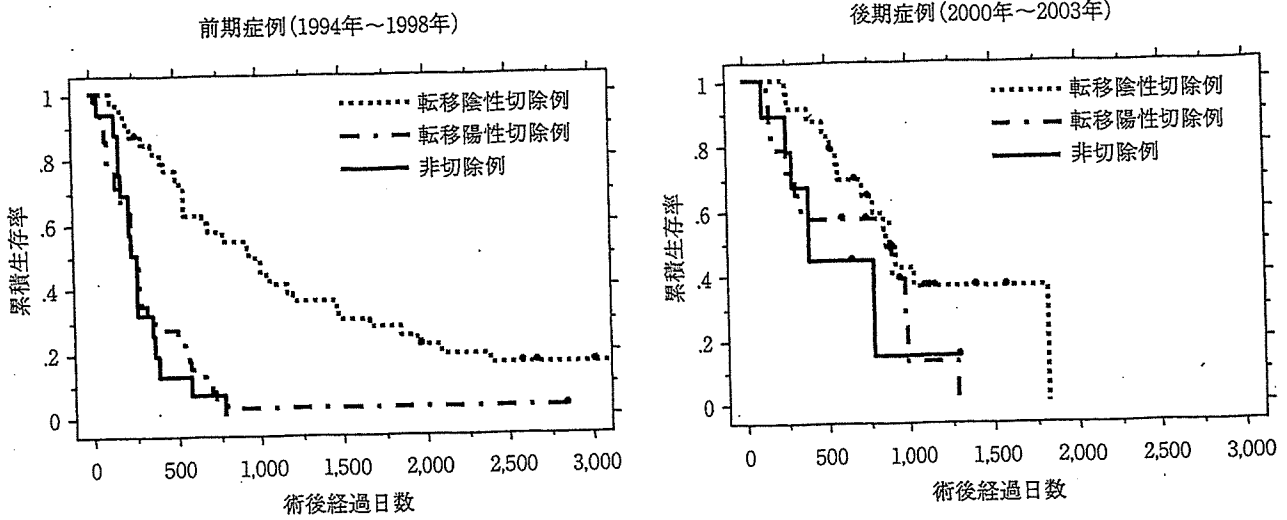 前期症例(1994年～1998年)
転移陰性切除例
転移陽性切除例
非切除例
累積生存率
1
.8
.6
.4
.2
0
0 500 1,000 1,500 2,000 2,500 3,000
術後経過日数
後期症例(2000年～2003年)
転移陰性切除例
転移陽性切除例
非切除例
累積生存率
1
.8
.6
.4
.2
0
0 500 1,000 1,500 2,000 2,500 3,000
術後経過日数